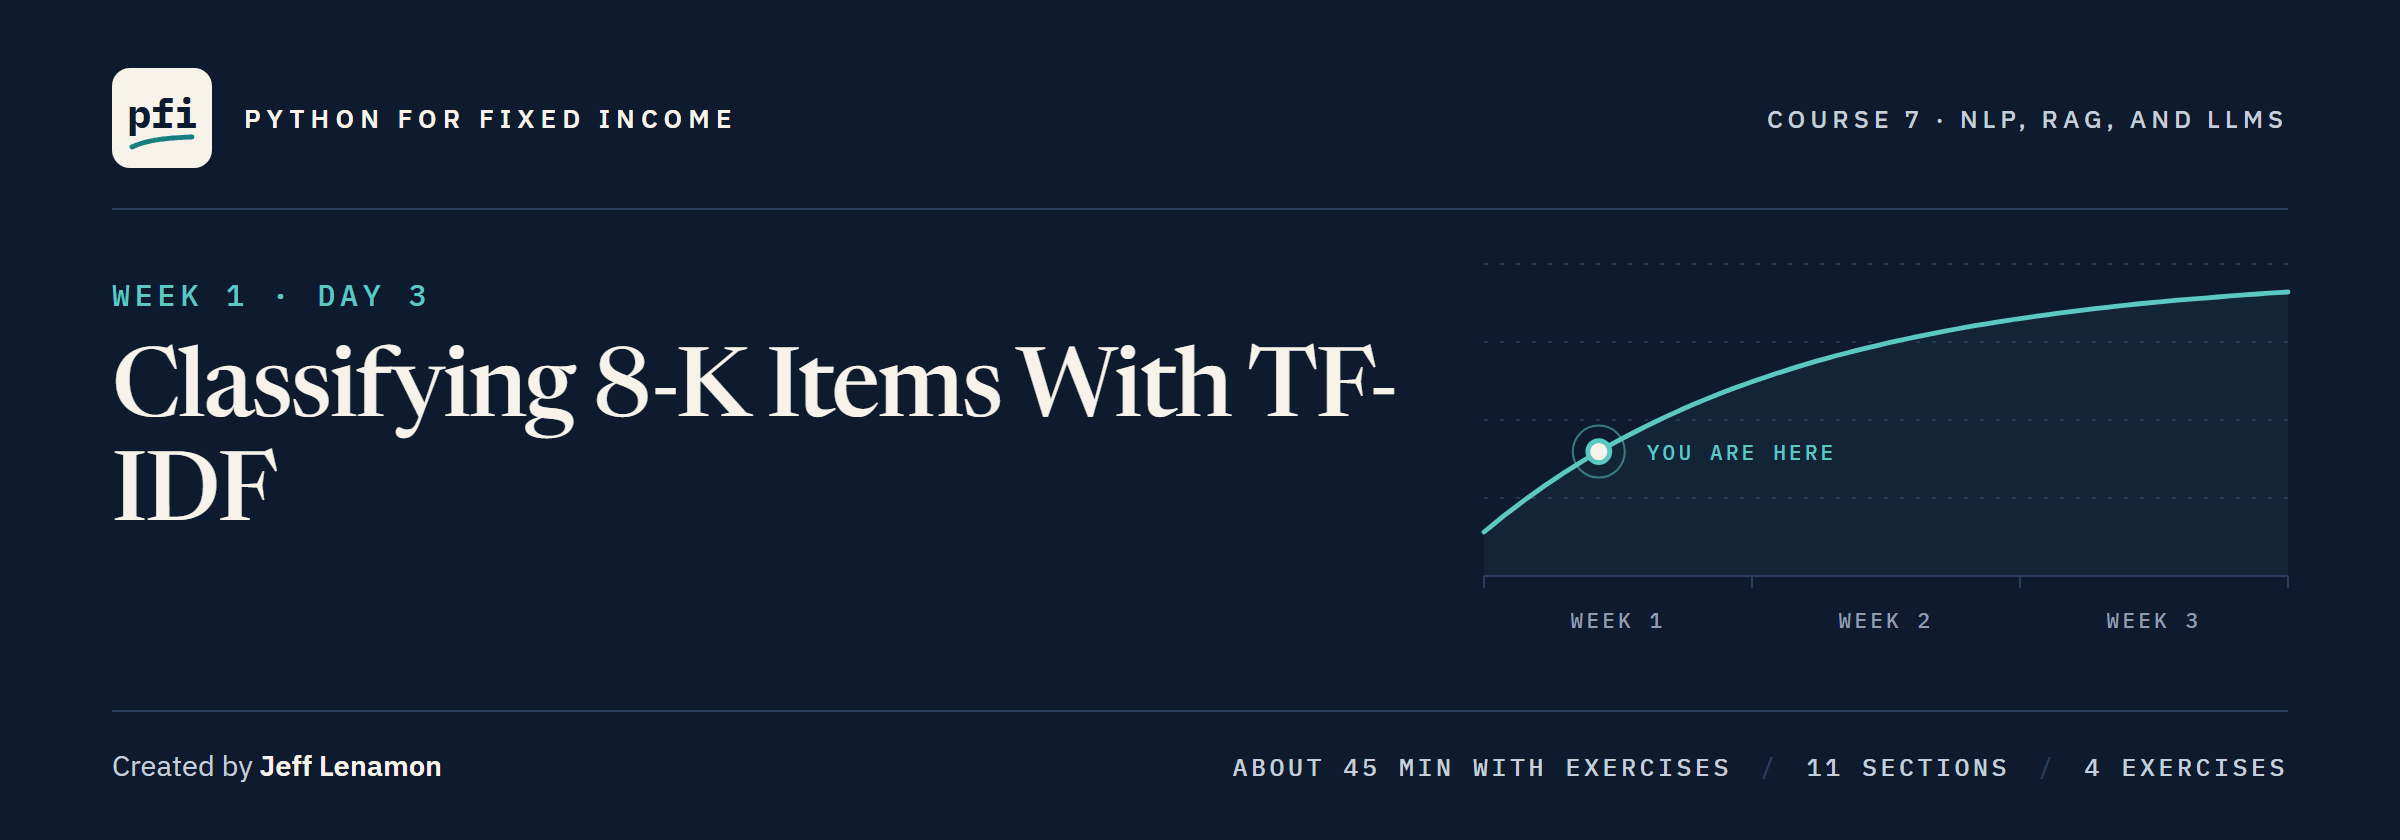 pfi
PYTHON FOR FIXED INCOME
COURSE 7 · NLP, RAG, AND LLMS
WEEK 1 · DAY 3
Classifying 8-K Items With TF-
IDF
YOU ARE HERE
WEEK 1
WEEK 2
WEEK 3
Created by Jeff Lenamon
ABOUT 45 MIN WITH EXERCISES / 11 SECTIONS / 4 EXERCISES